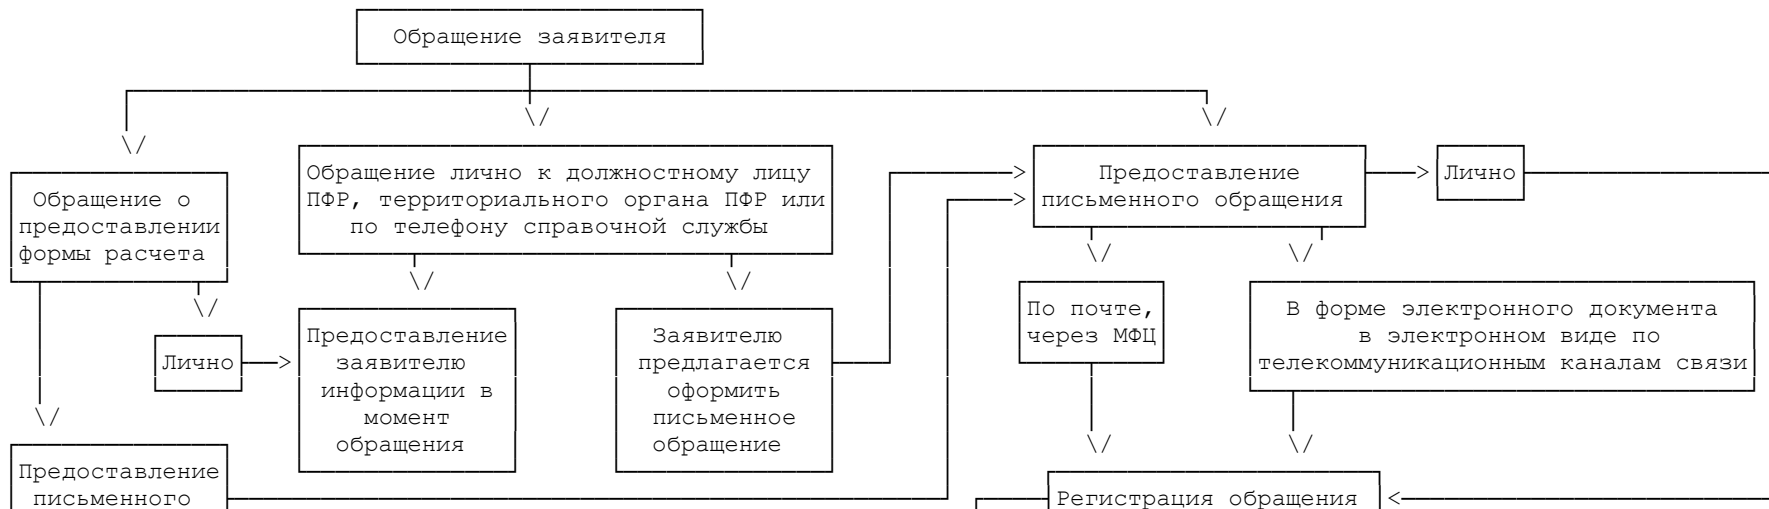 Обращение заявителя
Обращение о
предоставлении
формы расчета
Обращение лично к должностному лицу
ПФР, территориального органа ПФР или
по телефону справочной службы
Предоставление
письменного обращения
Лично
Лично
Предоставление
заявителю
информации в
момент
обращения
Заявителю
предлагается
оформить
письменное
обращение
По почте,
через МФЦ
В форме электронного документа
в электронном виде по
телекоммуникационным каналам связи
Предоставление
письменного
Регистрация обращения